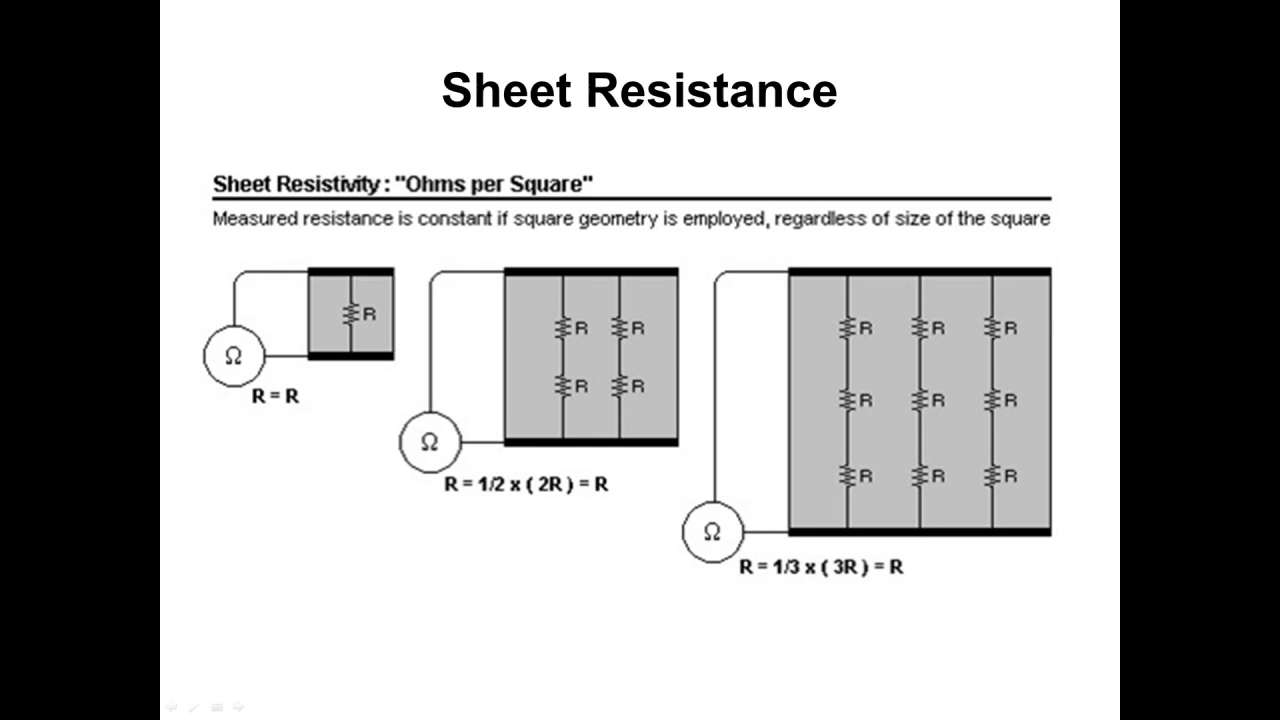 Sheet Resistance
Sheet Resistivity : "Ohms per Square"
Measured resistance is constant if square geometry is employed, regardless of size of the square
R
Ω
R = R
R R
R R
Ω
R = 1/2 x ( 2R ) = R
R R R
R R R
R R R
Ω
R = 1/3 x ( 3R ) = R